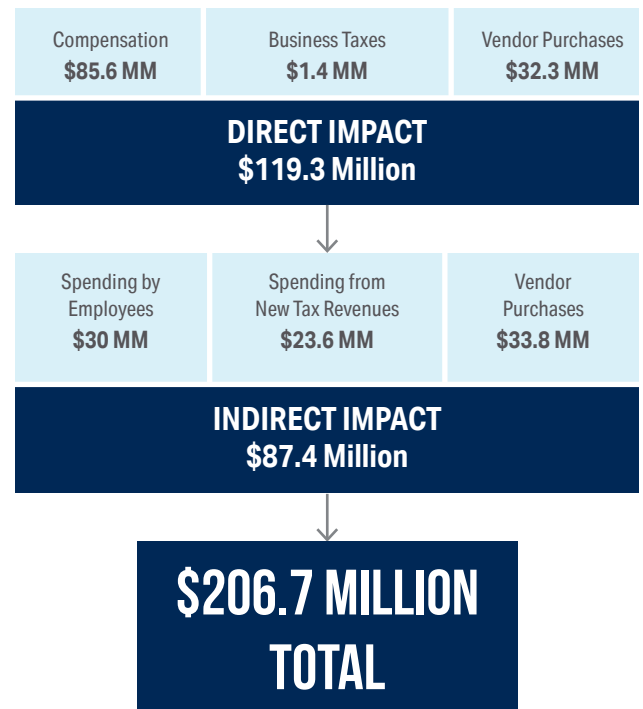 Compensation
$85.6 MM
Business Taxes
$1.4 MM
Vendor Purchases
$32.3 MM
DIRECT IMPACT
$119.3 Million
Spending by
Employees
$30 MM
Spending from
New Tax Revenues
$23.6 MM
Vendor
Purchases
$33.8 MM
INDIRECT IMPACT
$87.4 Million
$206.7 MILLION
TOTAL